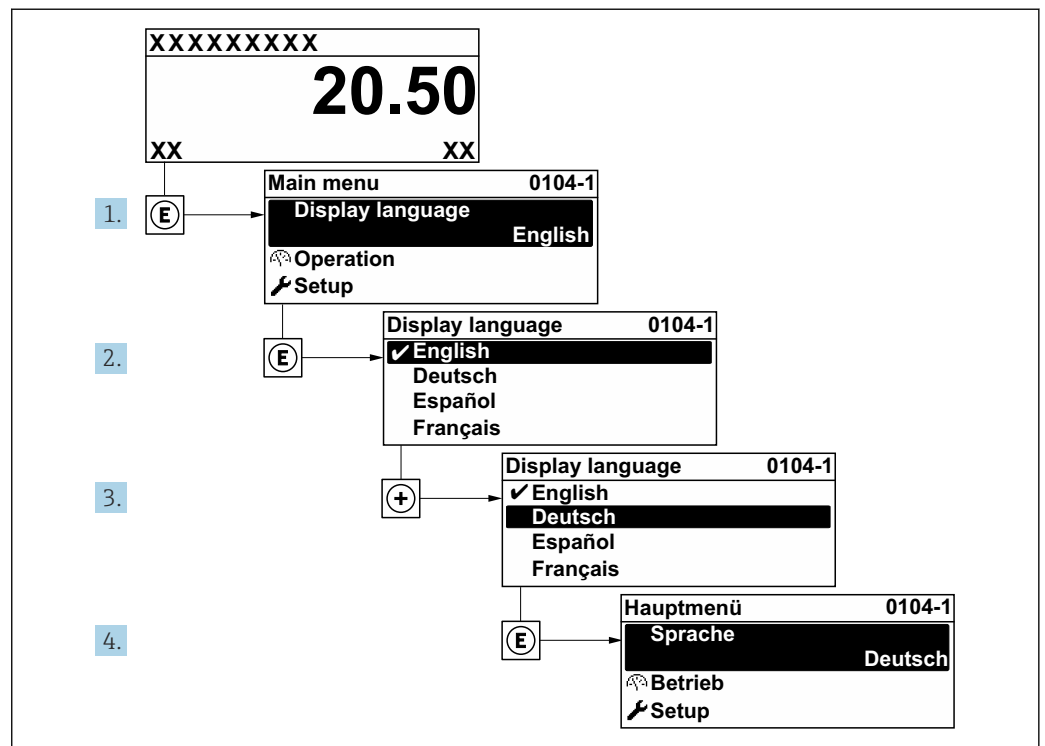 XXXXXXXXX
20.50
XX XX
1. E
Main menu 0104-1
Display language
English
Operation
Setup
2. E
Display language 0104-1
✔English
Deutsch
Español
Français
3. +
Display language 0104-1
✔English
Deutsch
Español
Français
4. E
Hauptmenü 0104-1
Sprache
Deutsch
Betrieb
Setup